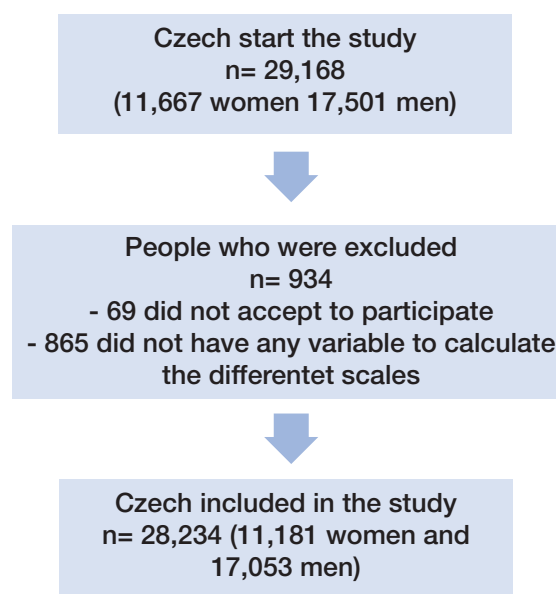 Czech start the study
n= 29,168
(11,667 women 17,501 men)
People who were excluded
n= 934
- 69 did not accept to participate
- 865 did not have any variable to calculate
the differentet scales
Czech included in the study
n= 28,234 (11,181 women and
17,053 men)